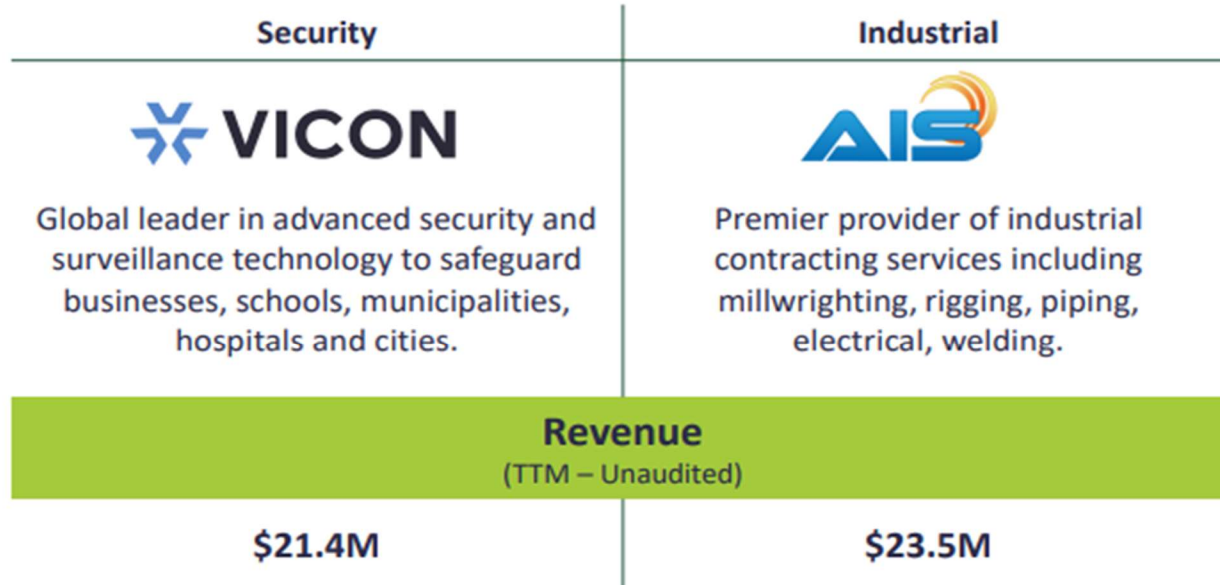 Security
Industrial
VICON
AIS
Global leader in advanced security and
surveillance technology to safeguard
businesses, schools, municipalities,
hospitals and cities.
Premier provider of industrial
contracting services including
millwrighting, rigging, piping,
electrical, welding.
Revenue
(TTM – Unaudited)
$21.4M
$23.5M